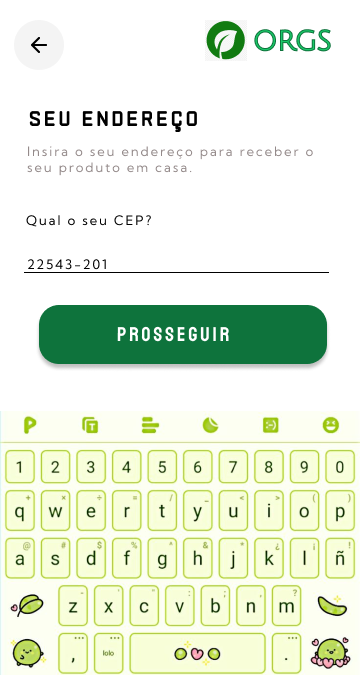 ORGS
SEU ENDEREÇO
Insira o seu endereço para receber o
seu produto em casa.
Qual o seu CEP?
22543-201
PROSSEGUIR
1 2 3 4 5 6 7 8 9 0
q w e r t y u i o p
a s d f g h j k l ñ
z x c v b n m
, lolo .